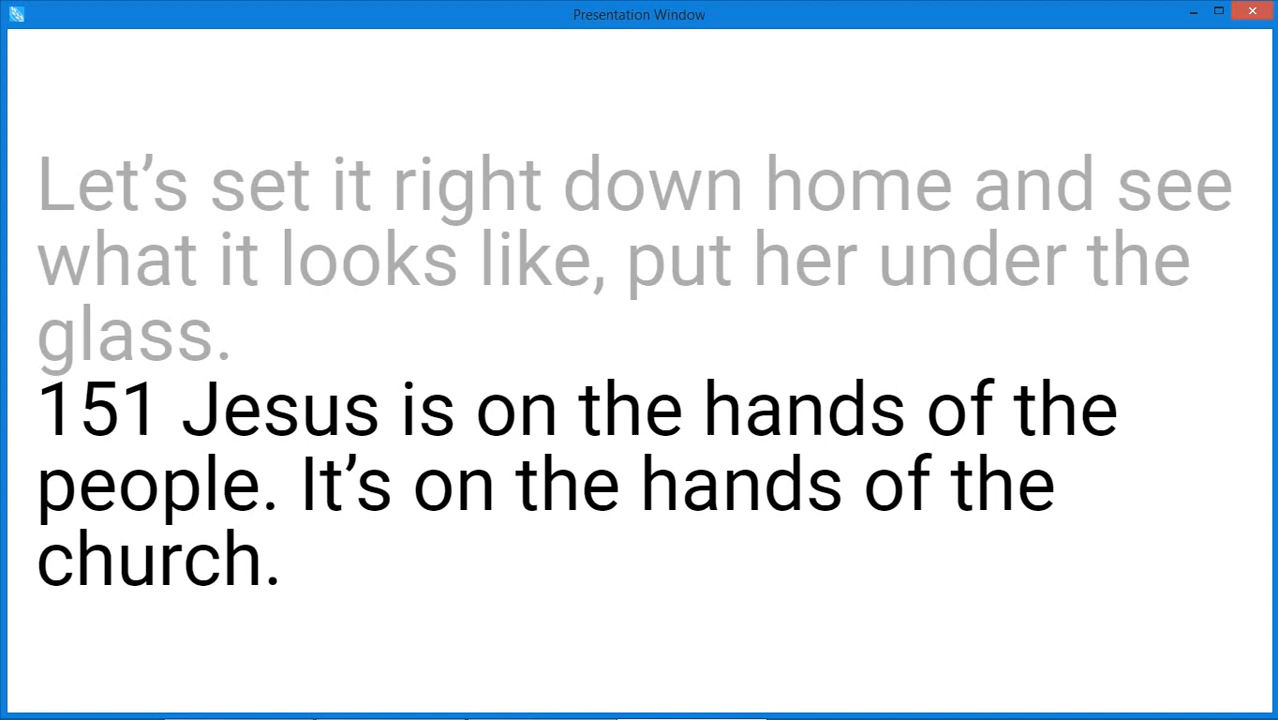 Presentation Window
Let’s set it right down home and see
what it looks like, put her under the
glass.
151 Jesus is on the hands of the
people. It’s on the hands of the
church.